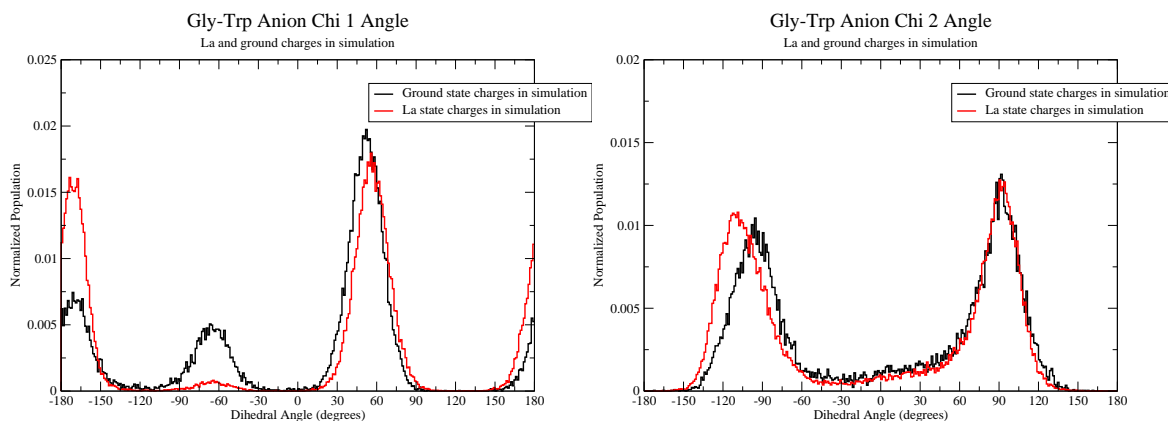 Gly-Trp Anion Chi 1 Angle
La and ground charges in simulation
0.025
0.02
0.015
0.01
0.005
0
Normalized Population
Ground state charges in simulation
La state charges in simulation
-180 -150 -120 -90 -60 -30 0 30 60 90 120 150 180
Dihedral Angle (degrees)
Gly-Trp Anion Chi 2 Angle
La and ground charges in simulation
0.02
0.015
0.01
0.005
0
Normalized Population
Ground state charges in simulation
La state charges in simulation
-180 -150 -120 -90 -60 -30 0 30 60 90 120 150 180
Dihedral Angle (degrees)